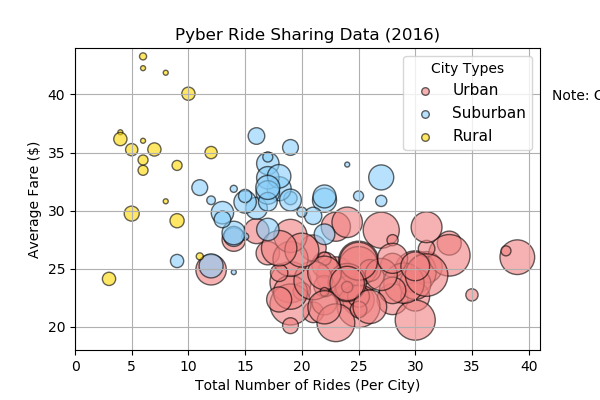 Pyber Ride Sharing Data (2016)
City Types
Urban
Suburban
Rural
Note:
Average Fare ($)
40
35
30
25
20
0 5 10 15 20 25 30 35 40
Total Number of Rides (Per City)